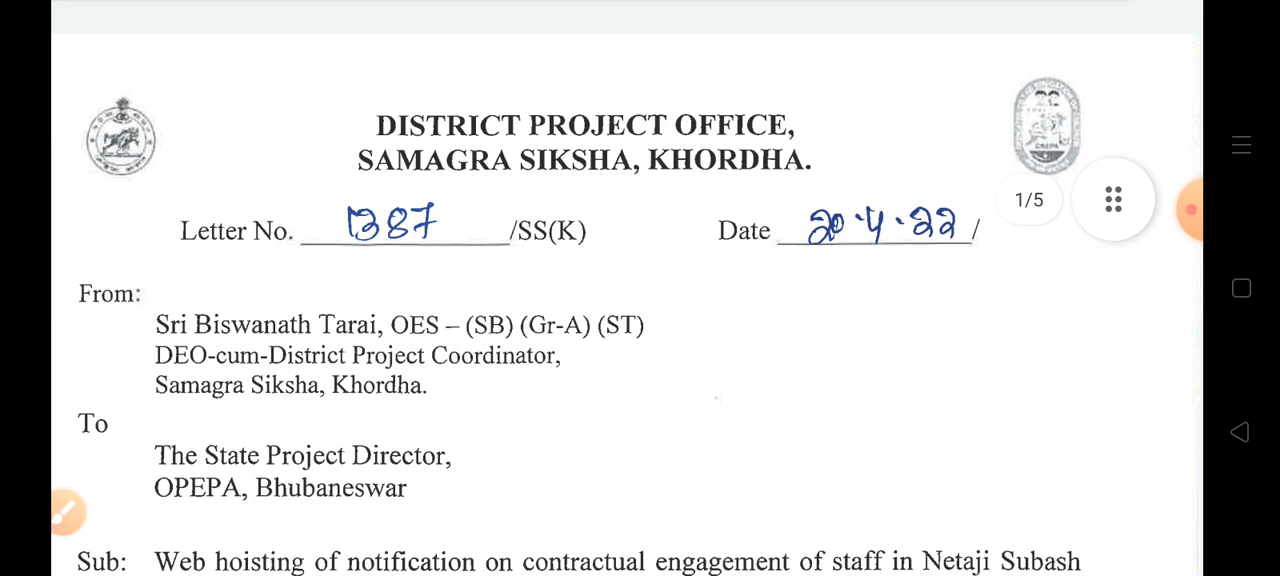 DISTRICT PROJECT OFFICE,
SAMAGRA SIKSHA, KHORDHA.
1/5
Letter No. 1387 /SS(K) Date 20.4.22/
From:
Sri Biswanath Tarai, OES – (SB) (Gr-A) (ST)
DEO-cum-District Project Coordinator,
Samagra Siksha, Khordha.
To
The State Project Director,
OPEPA, Bhubaneswar
Sub: Web hoisting of notification on contractual engagement of staff in Netaji Subash